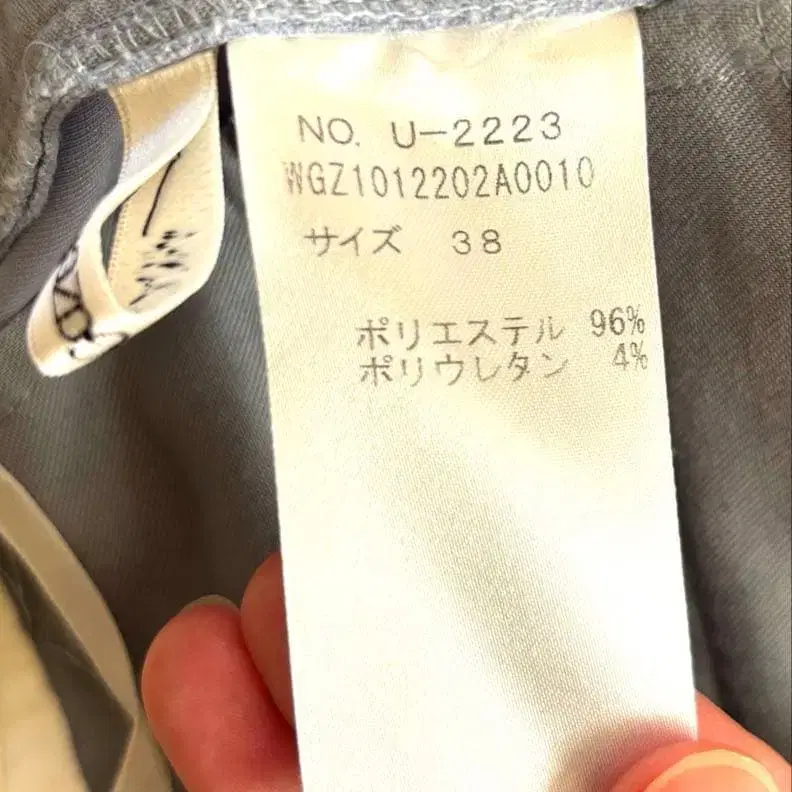 NO. U-2223
WGZ1012202A0010
サイズ 38
ポリエステル 96%
ポリウレタン 4%